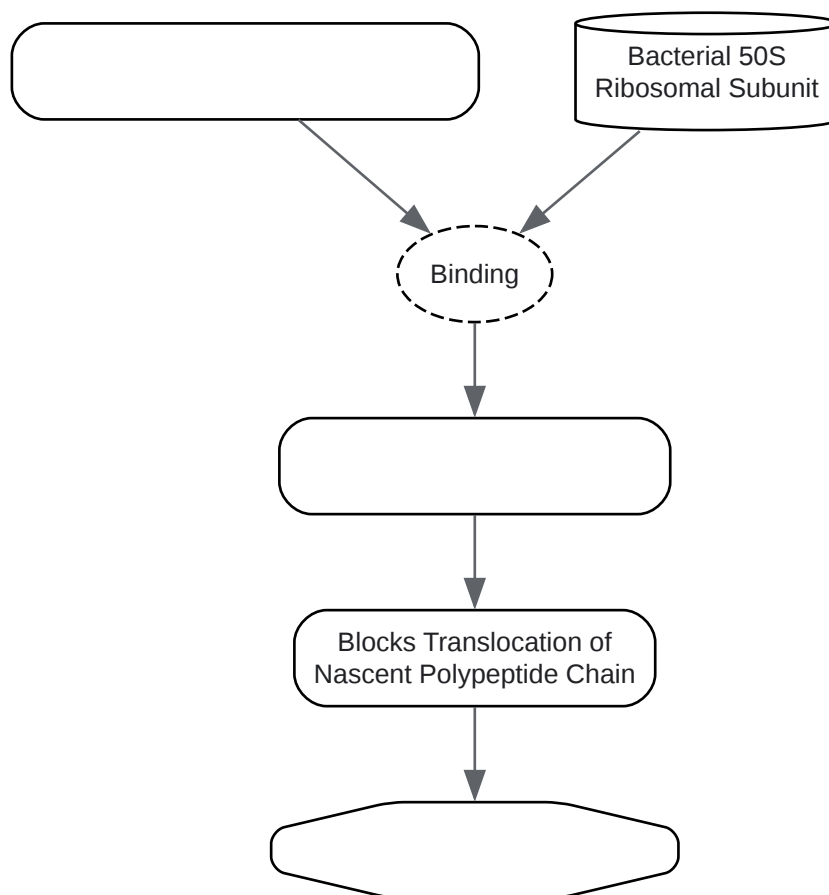 Bacterial 50S
Ribosomal Subunit
Binding
Blocks Translocation of
Nascent Polypeptide Chain